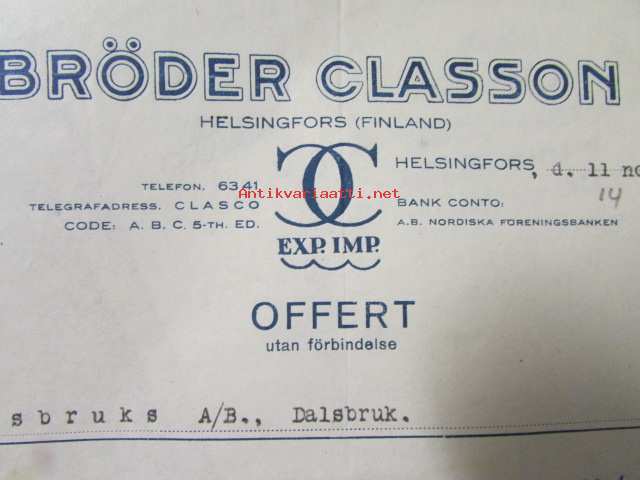 BRÖDER CLASSON
HELSINGFORS (FINLAND)
TELEFON. 6341
TELEGRAFADRESS. CLASCO
CODE: A. B. C. 5-TH. ED.
Antikvariaatti.net
EXP. IMP.
HELSINGFORS, d. 11 no
14
BANK CONTO:
A.B. NORDISKA FÖRENINGSBANKEN
OFFERT
utan förbindelse
sbruks A/B., Dalsbruk.